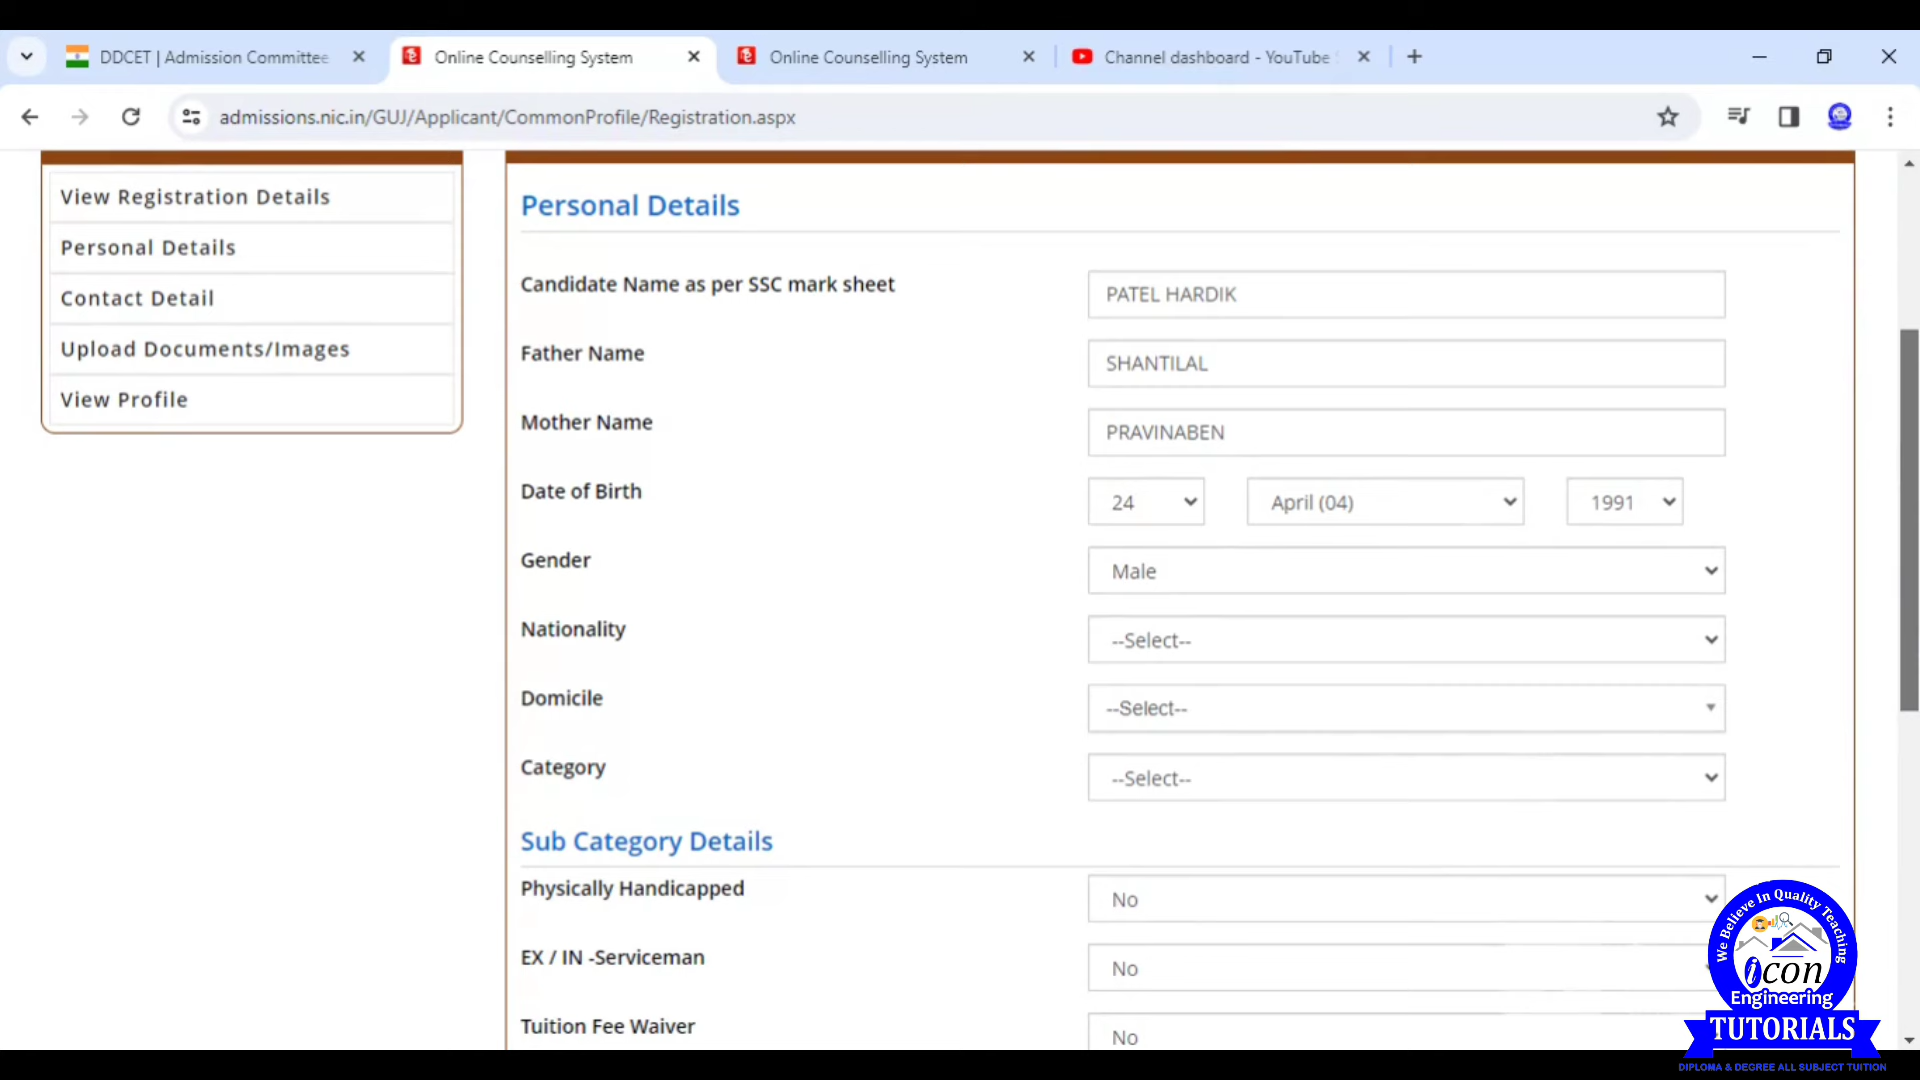 DDCET | Admission Committee
Online Counselling System
Online Counselling System
Channel dashboard - YouTube
admissions.nic.in/GUJ/Applicant/CommonProfile/Registration.aspx
View Registration Details
Personal Details
Contact Detail
Upload Documents/Images
View Profile
Personal Details
Candidate Name as per SSC mark sheet
PATEL HARDIK
Father Name
SHANTILAL
Mother Name
PRAVINABEN
Date of Birth
24
April (04)
1991
Gender
Male
Nationality
--Select--
Domicile
--Select--
Category
--Select--
Sub Category Details
Physically Handicapped
No
EX / IN -Serviceman
No
Tuition Fee Waiver
No
We Believe In Quality Teaching
icon
Engineering
TUTORIALS
DIPLOMA & DEGREE ALL SUBJECT TUITION